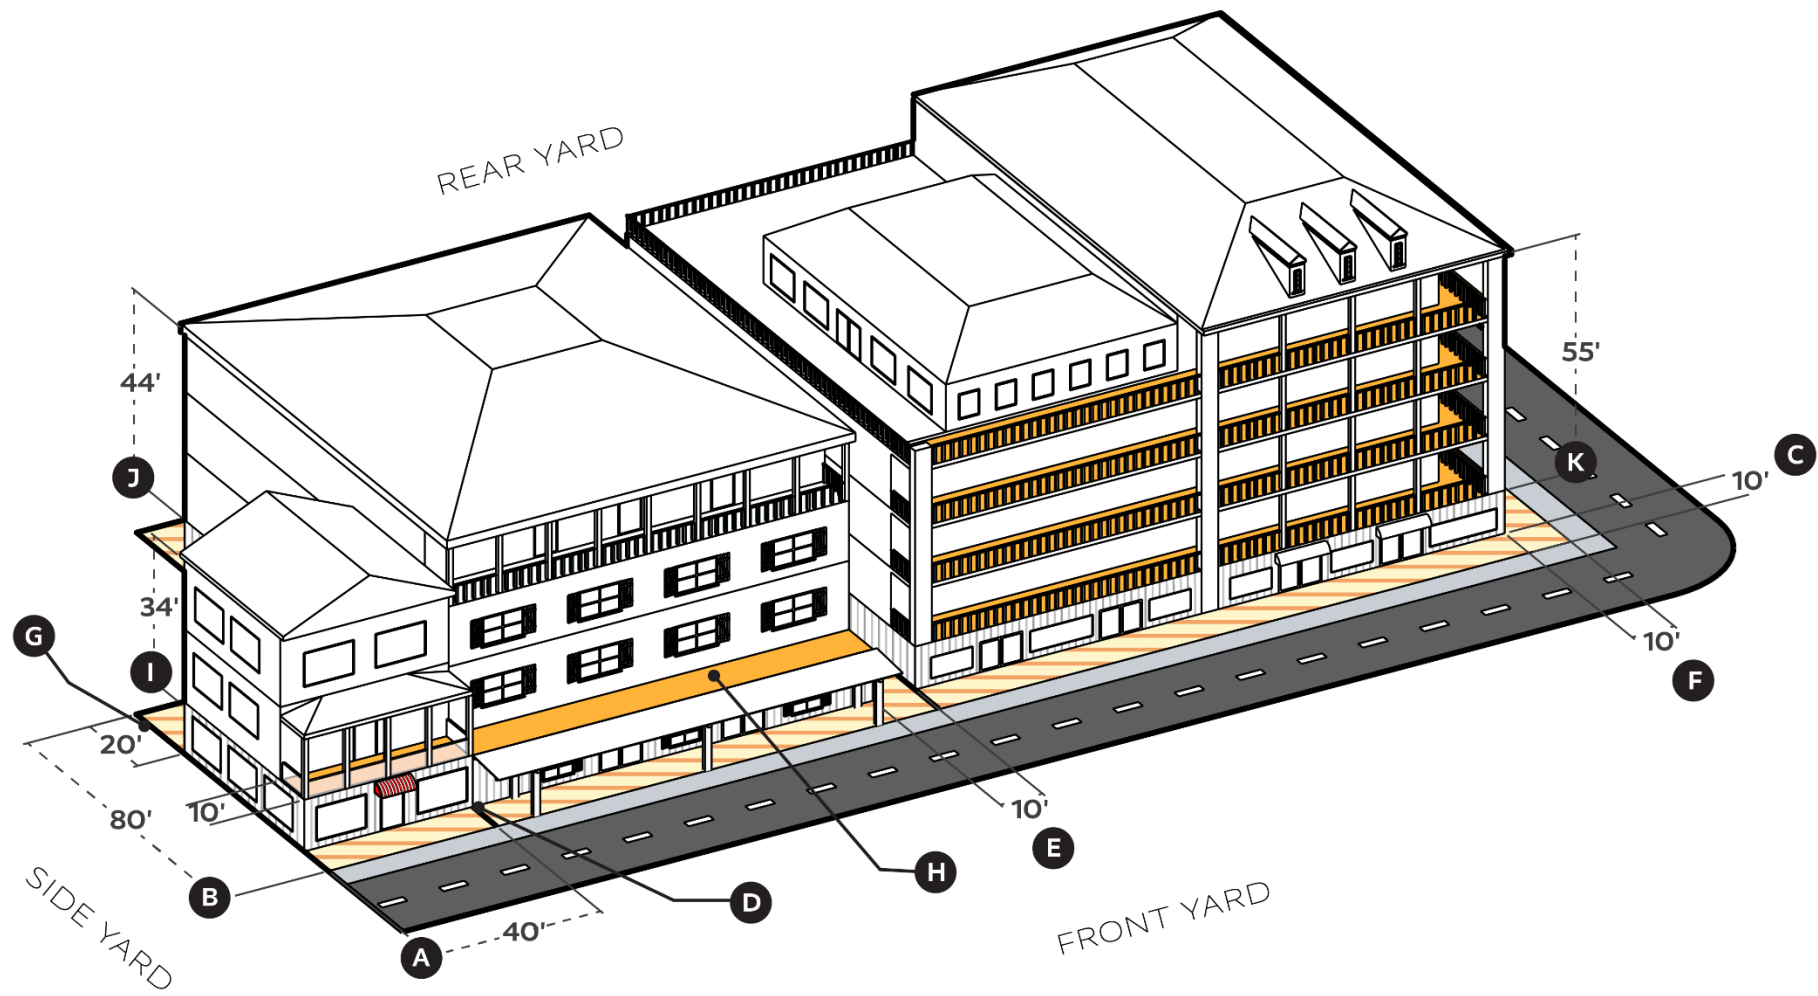 REAR YARD
44'
55'
J
K
C
10'
34'
G
I
20'
10'
80'
10'
F
10'
E
B
H
D
40'
A
SIDE YARD
FRONT YARD